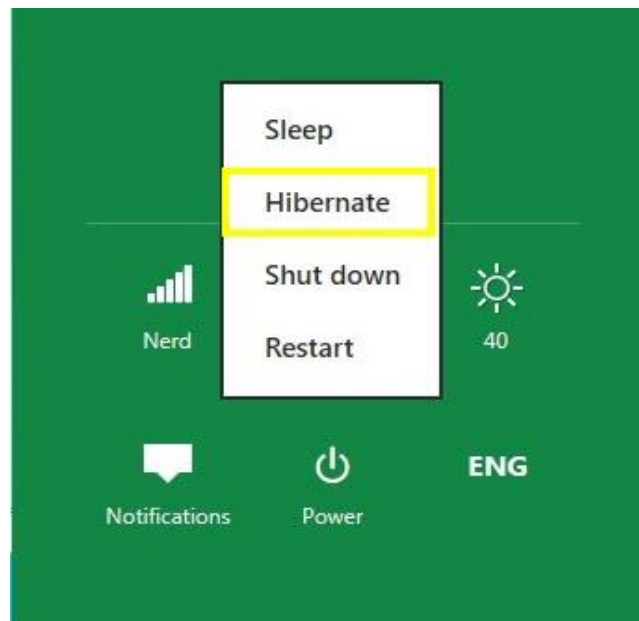 Sleep
Hibernate
Shut down
Restart
Nerd
40
Notifications
Power
ENG